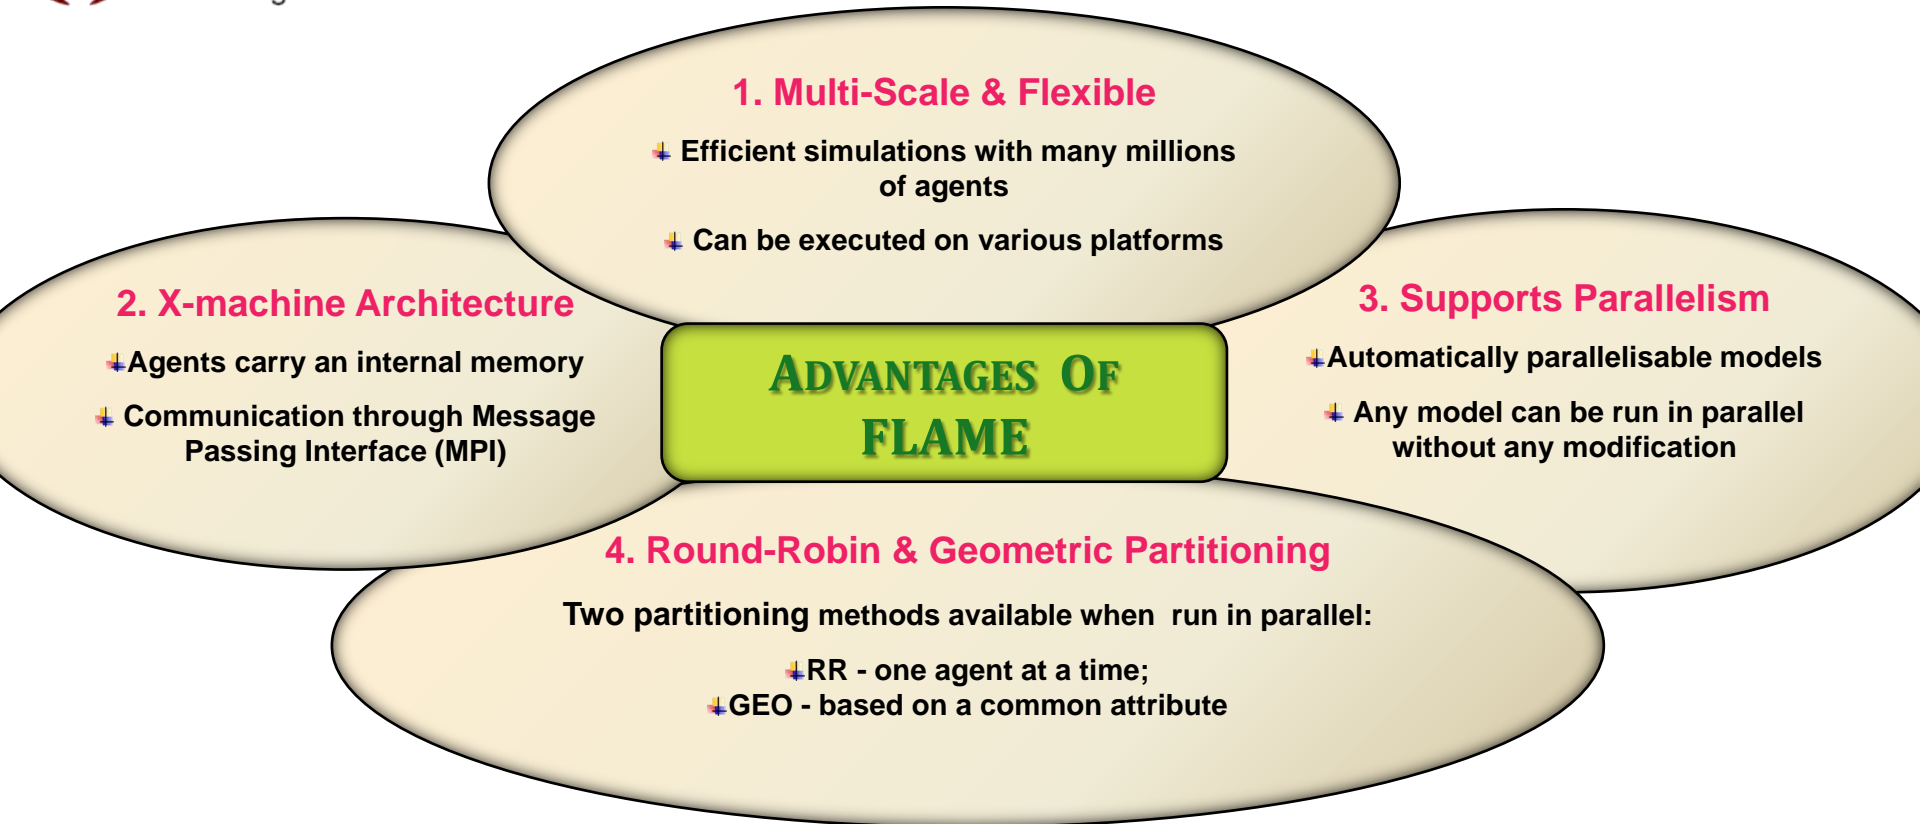 1. Multi-Scale & Flexible
Efficient simulations with many millions
of agents
Can be executed on various platforms
2. X-machine Architecture
Agents carry an internal memory
Communication through Message
Passing Interface (MPI)
3. Supports Parallelism
Automatically parallelisable models
Any model can be run in parallel
without any modification
ADVANTAGES OF
FLAME
4. Round-Robin & Geometric Partitioning
Two partitioning methods available when run in parallel:
RR - one agent at a time;
GEO - based on a common attribute